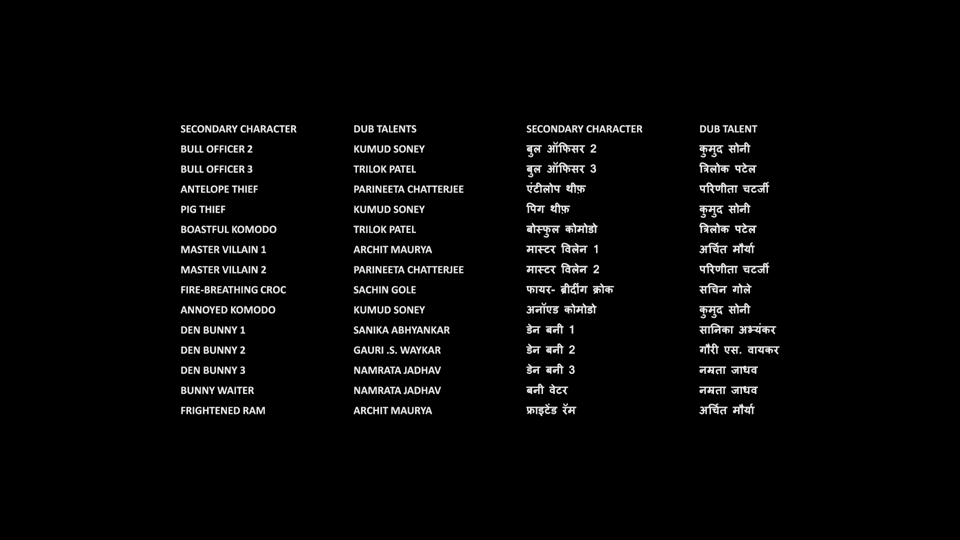 SECONDARY CHARACTER DUB TALENTS SECONDARY CHARACTER DUB TALENT
BULL OFFICER 2 KUMUD SONEY बुल ऑफिसर 2 कुमुद सोनी
BULL OFFICER 3 TRILOK PATEL बुल ऑफिसर 3 त्रिलोक पटेल
ANTELOPE THIEF PARINEETA CHATTERJEE एंटीलोप थीफ़ परिणीता चटर्जी
PIG THIEF KUMUD SONEY पिग थीफ़ कुमुद सोनी
BOASTFUL KOMODO TRILOK PATEL बोस्फुल कोमोडो त्रिलोक पटेल
MASTER VILLAIN 1 ARCHIT MAURYA मास्टर विलेन 1 अर्चित मौर्या
MASTER VILLAIN 2 PARINEETA CHATTERJEE मास्टर विलेन 2 परिणीता चटर्जी
FIRE-BREATHING CROC SACHIN GOLE फायर- ब्रीदींग क्रोक सचिन गोले
ANNOYED KOMODO KUMUD SONEY अनॉएड कोमोडो कुमुद सोनी
DEN BUNNY 1 SANIKA ABHYANKAR डेन बनी 1 सानिका अभ्यंकर
DEN BUNNY 2 GAURI .S. WAYKAR डेन बनी 2 गौरी एस. वायकर
DEN BUNNY 3 NAMRATA JADHAV डेन बनी 3 नम्रता जाधव
BUNNY WAITER NAMRATA JADHAV बनी वेटर नम्रता जाधव
FRIGHTENED RAM ARCHIT MAURYA फ्राइटेंड रॅम अर्चित मौर्या